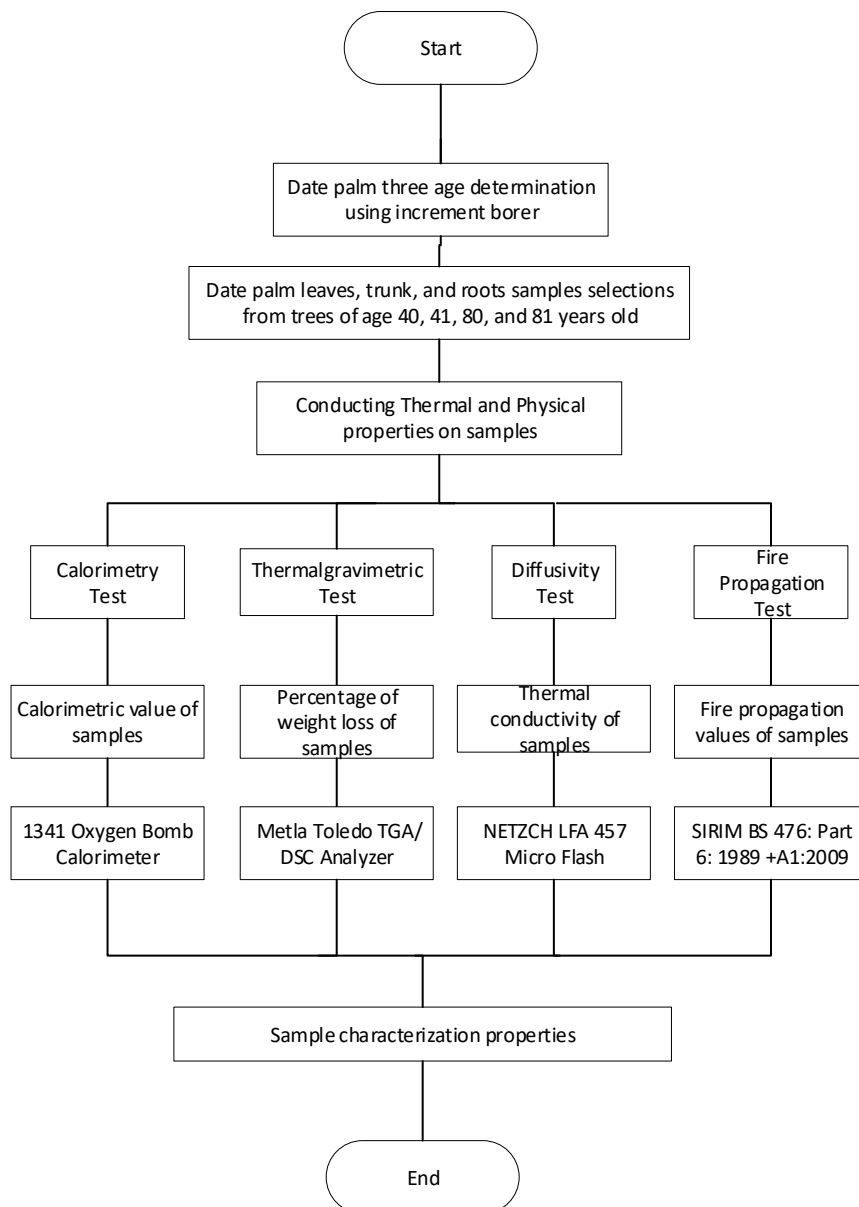 Start
Date palm three age determination
using increment borer
Date palm leaves, trunk, and roots samples selections
from trees of age 40, 41, 80, and 81 years old
Conducting Thermal and Physical
properties on samples
Calorimetry
Test
Thermalgravimetric
Test
Diffusivity
Test
Fire
Propagation
Test
Calorimetric value of
samples
Percentage of
weight loss of
samples
Thermal
conductivity of
samples
Fire propagation
values of samples
1341 Oxygen Bomb
Calorimeter
Metla Toledo TGA/
DSC Analyzer
NETZCH LFA 457
Micro Flash
SIRIM BS 476: Part
6: 1989 +A1:2009
Sample characterization properties
End